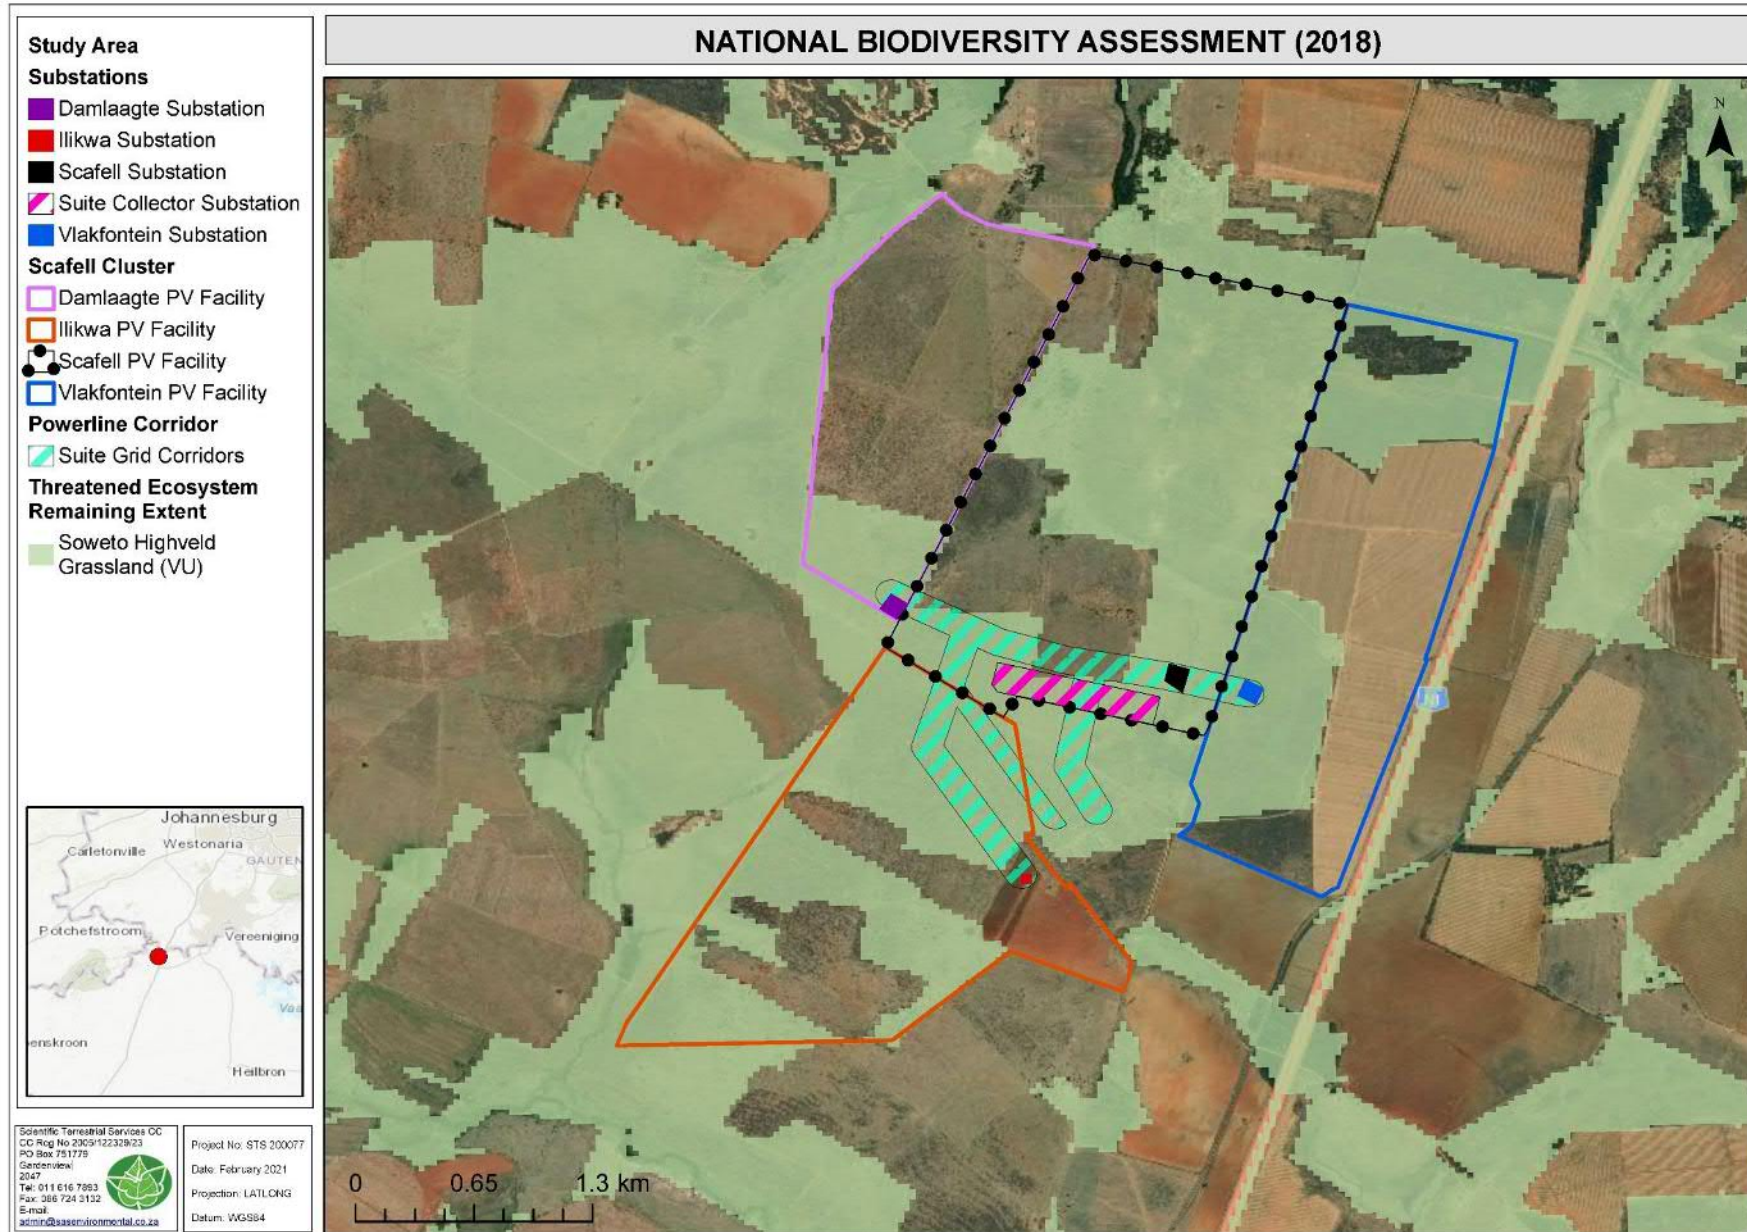 NATIONAL BIODIVERSITY ASSESSMENT (2018)
Study Area
Substations
Damlaagte Substation
Ilikwa Substation
Scafell Substation
Suite Collector Substation
Vlakfontein Substation
Scafell Cluster
Damlaagte PV Facility
Ilikwa PV Facility
Scafell PV Facility
Vlakfontein PV Facility
Powerline Corridor
Suite Grid Corridors
Threatened Ecosystem
Remaining Extent
Soweto Highveld
Grassland (VU)
Johannesburg
Carletonville
Westonaria
GAUTEN
Potchefstroom
Vereeniging
Vaa
enskroon
Heilbron
Scientific Terrestrial Services CC
CC Reg No 2005/122329/23
PO Box 751779
Gardenview
2047
Tel: 011 616 7893
Fax: 086 724 3132
E-mail:
admin@sasenvironmental.co.za
Project No: STS 200077
Date: February 2021
Projection: LATLONG
Datum: WGS84
N
0 0.65 1.3 km